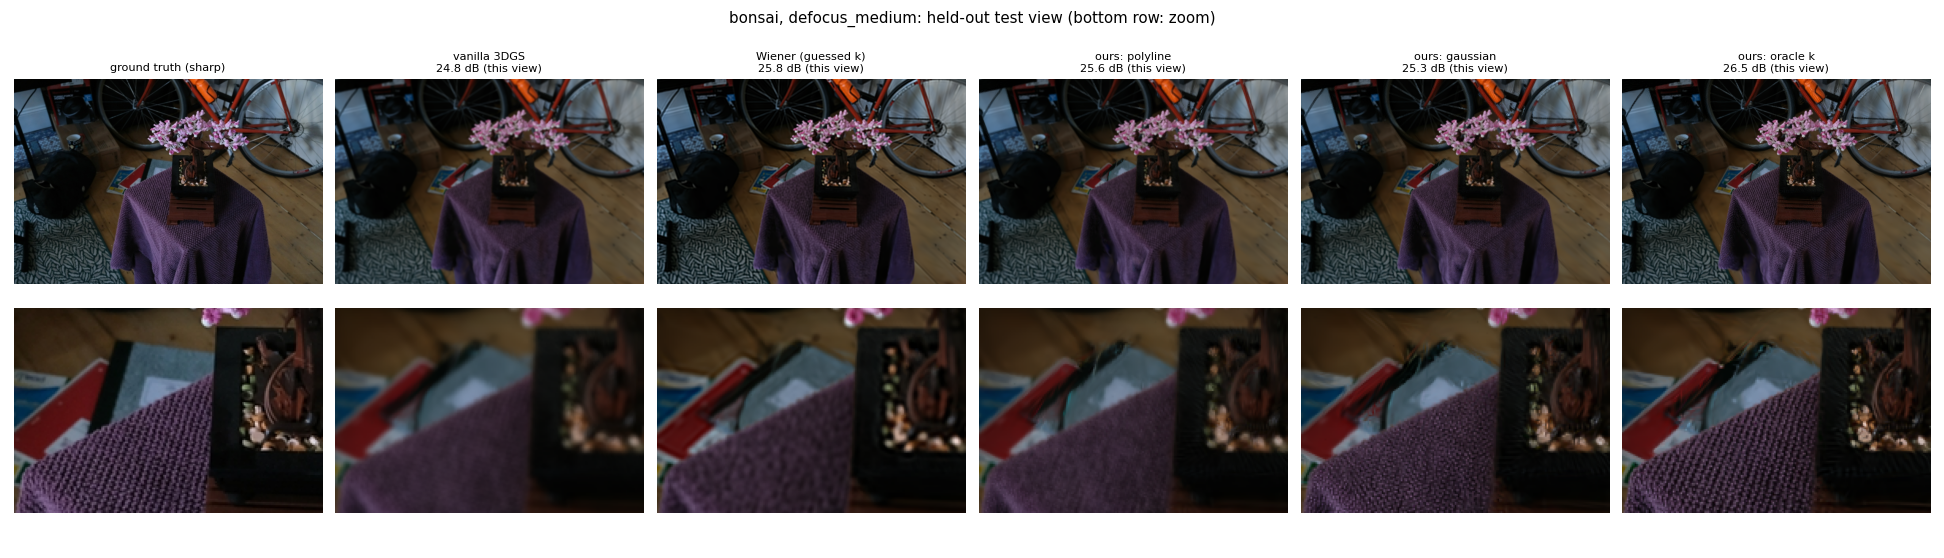 bonsai, defocus_medium: held-out test view (bottom row: zoom)
ground truth (sharp)
vanilla 3DGS
24.8 dB (this view)
Wiener (guessed k)
25.8 dB (this view)
ours: polyline
25.6 dB (this view)
ours: gaussian
25.3 dB (this view)
ours: oracle k
26.5 dB (this view)